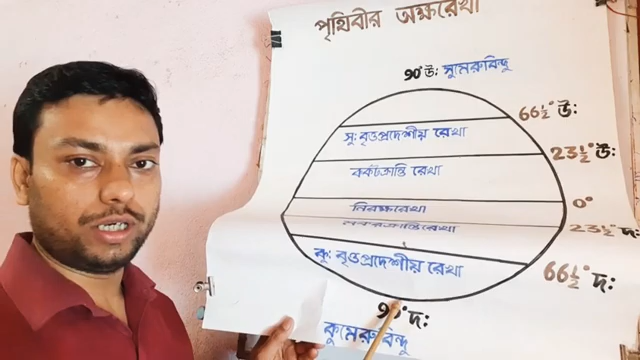 পৃথিবীর অক্ষরেখা
90° উ: সুমেরুবিন্দু
66½° উ:
সু: বৃত্তপ্রদেশীয় রেখা
23½° উ:
কর্কটক্রান্তি রেখা
0°
নিরক্ষরেখা
23½° দ:
মকরক্রান্তি রেখা
কু: বৃত্তপ্রদেশীয় রেখা
66½° দ:
90° দ:
কুমেরুবিন্দু